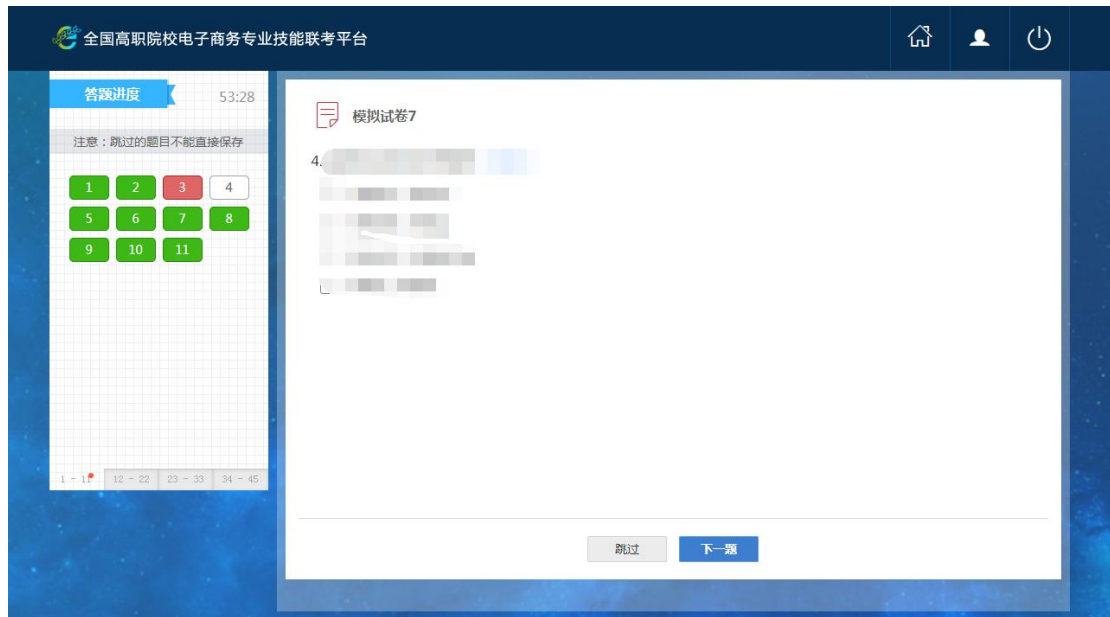 全国高职院校电子商务专业技能联考平台
答题进度
53:28
注意：跳过的题目不能直接保存
1 2 3 4
5 6 7 8
9 10 11
1 - 11 12 - 22 23 - 33 34 - 45
模拟试卷7
4.
跳过 下一题